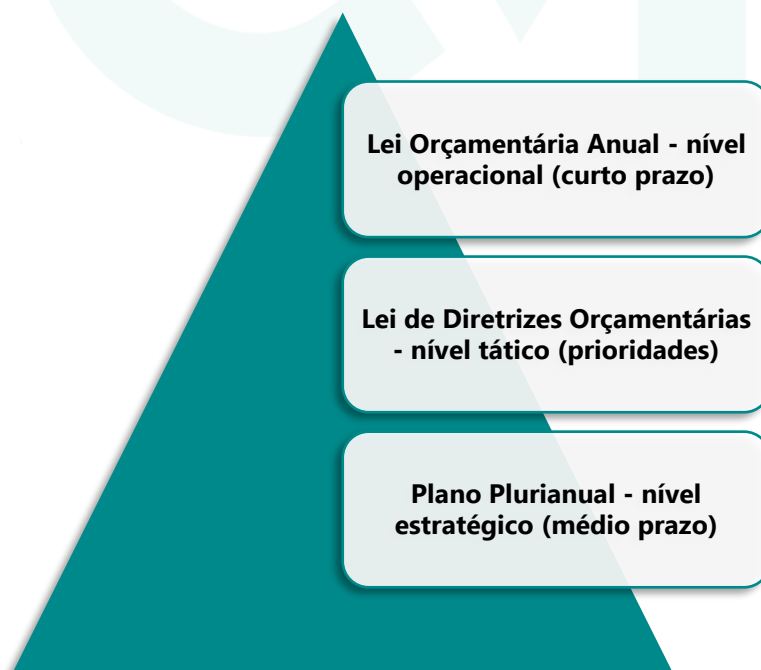 Lei Orçamentária Anual - nível
operacional (curto prazo)
Lei de Diretrizes Orçamentárias
- nível tático (prioridades)
Plano Plurianual - nível
estratégico (médio prazo)